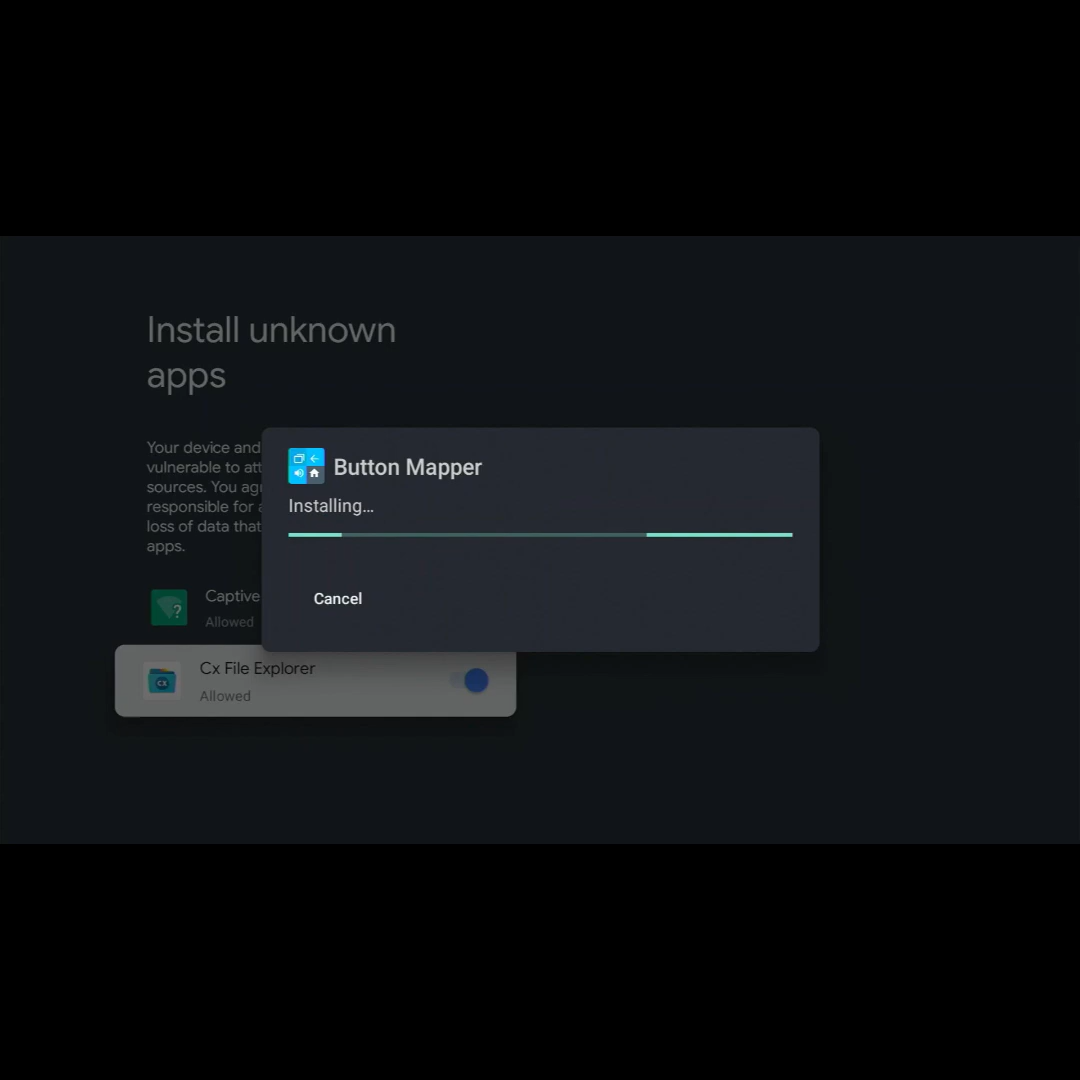 Install unknown
apps
Your device and
vulnerable to att
sources. You agr
responsible for a
loss of data that
apps.
Button Mapper
Installing…
Cancel
Captive
Allowed
Cx File Explorer
Allowed